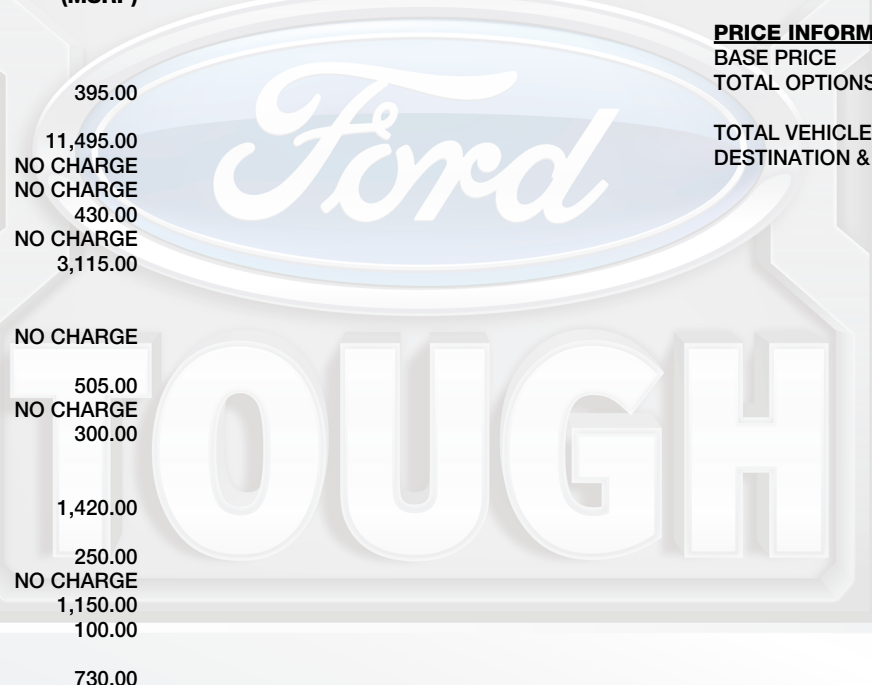 (MSRP)
395.00
11,495.00
NO CHARGE
NO CHARGE
430.00
NO CHARGE
3,115.00
NO CHARGE
505.00
NO CHARGE
300.00
1,420.00
250.00
NO CHARGE
1,150.00
100.00
730.00
PRICE INFORM
BASE PRICE
TOTAL OPTIONS
TOTAL VEHICLE
DESTINATION &
Ford
TOUGH